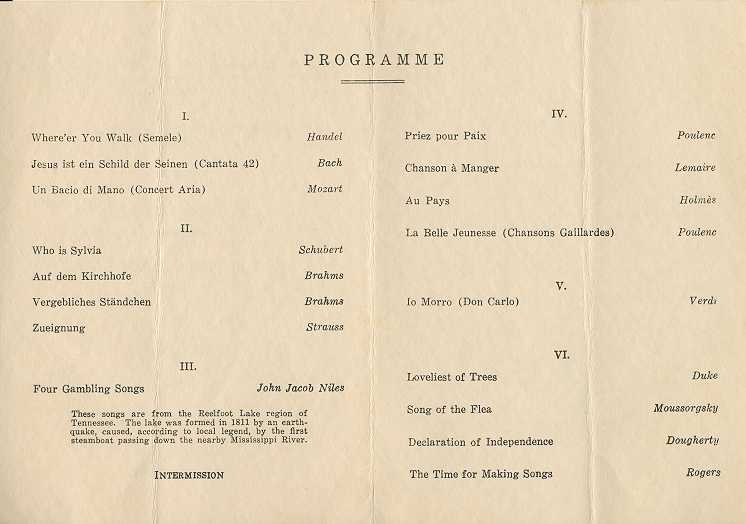 PROGRAMME
I.
Where'er You Walk (Semele) Handel
Jesus ist ein Schild der Seinen (Cantata 42) Bach
Un Bacio di Mano (Concert Aria) Mozart
II.
Who is Sylvia Schubert
Auf dem Kirchhofe Brahms
Vergebliches Ständchen Brahms
Zueignung Strauss
III.
Four Gambling Songs John Jacob Niles
These songs are from the Reelfoot Lake region of
Tennessee. The lake was formed in 1811 by an earth-
quake, caused, according to local legend, by the first
steamboat passing down the nearby Mississippi River.
INTERMISSION
IV.
Priez pour Paix Poulenc
Chanson à Manger Lemaire
Au Pays Holmès
La Belle Jeunesse (Chansons Gaillardes) Poulenc
V.
Io Morro (Don Carlo) Verdi
VI.
Loveliest of Trees Duke
Song of the Flea Moussorgsky
Declaration of Independence Dougherty
The Time for Making Songs Rogers